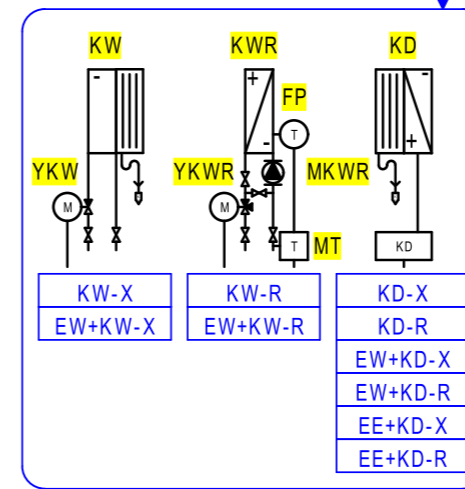 KW KWR KD
- + -
FP
T
- +
YKW YKWR MKWR
M M
T MT KD
KW-X KW-R KD-X
EW+KW-X EW+KW-R KD-R
EW+KD-X
EW+KD-R
EE+KD-X
EE+KD-R